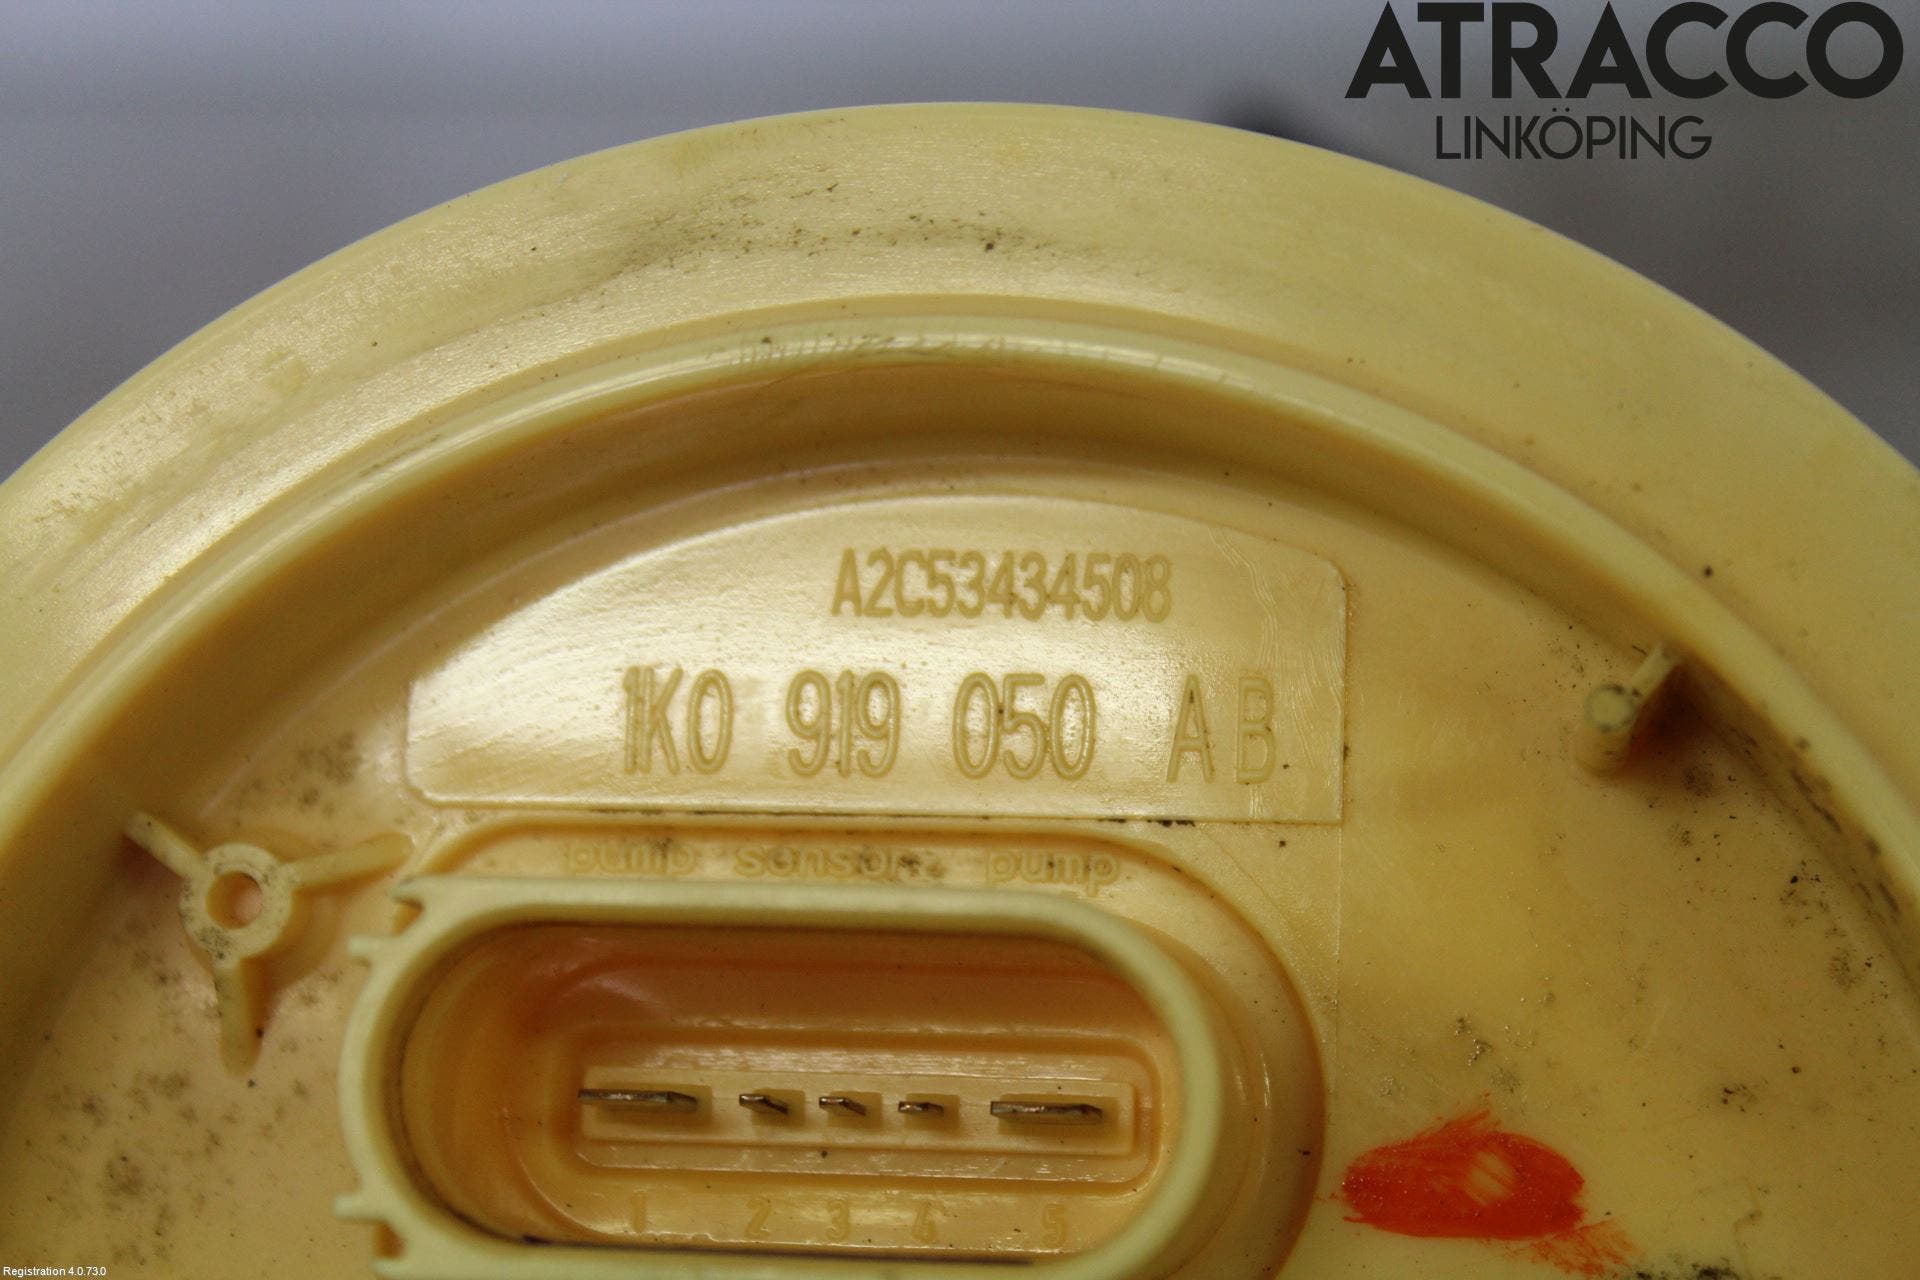 ATRACCO
LINKÖPING
A2C53434508
1K0 919 050 AB
pump sensor pump
1 2 3 4 5
Registration 4.0.73.0